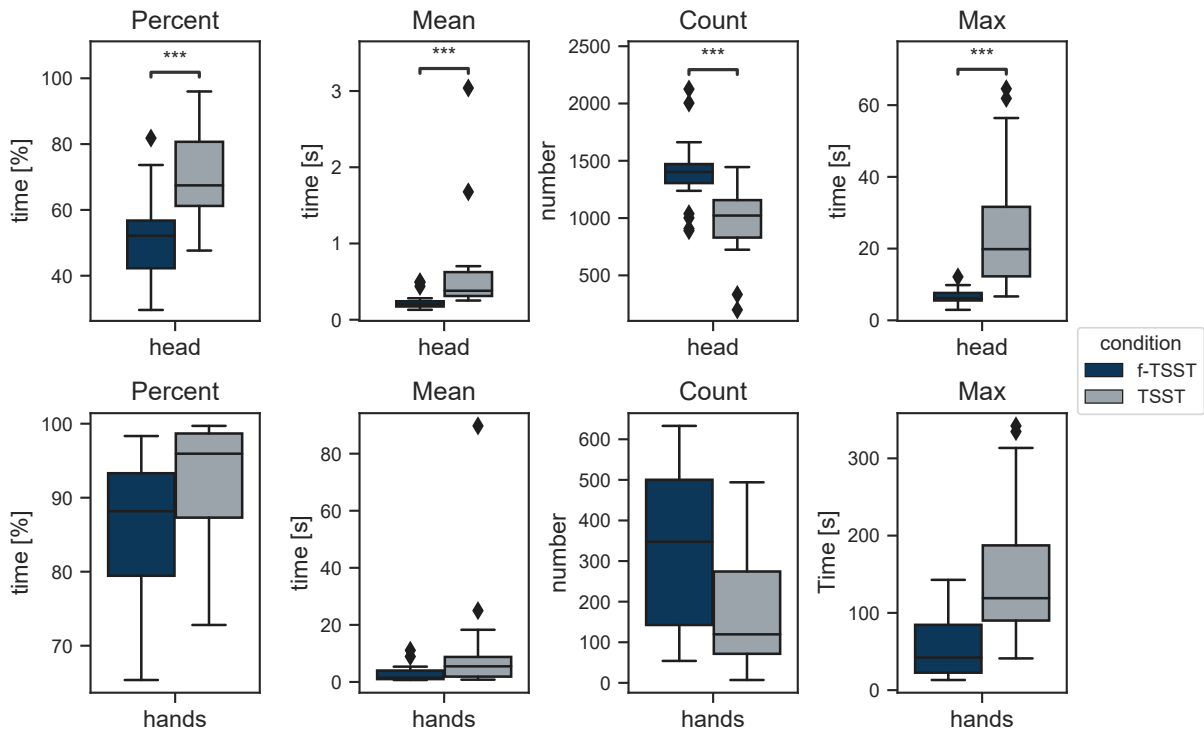 Percent
Mean
Count
Max
time [%]
100
80
60
40
***
head
time [s]
3
2
1
0
***
head
number
2500
2000
1500
1000
500
***
head
time [s]
60
40
20
0
***
head
condition
f-TSST
TSST
Percent
Mean
Count
Max
time [%]
100
90
80
70
hands
time [s]
80
60
40
20
0
hands
number
600
500
400
300
200
100
0
hands
Time [s]
300
200
100
0
hands